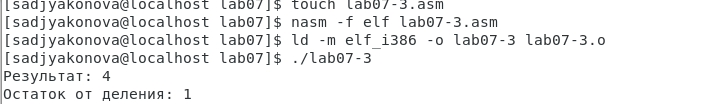 [sadjyakonova@localhost lab07]$ touch lab07-3.asm
[sadjyakonova@localhost lab07]$ nasm -f elf lab07-3.asm
[sadjyakonova@localhost lab07]$ ld -m elf_i386 -o lab07-3 lab07-3.o
[sadjyakonova@localhost lab07]$ ./lab07-3
Результат: 4
Остаток от деления: 1